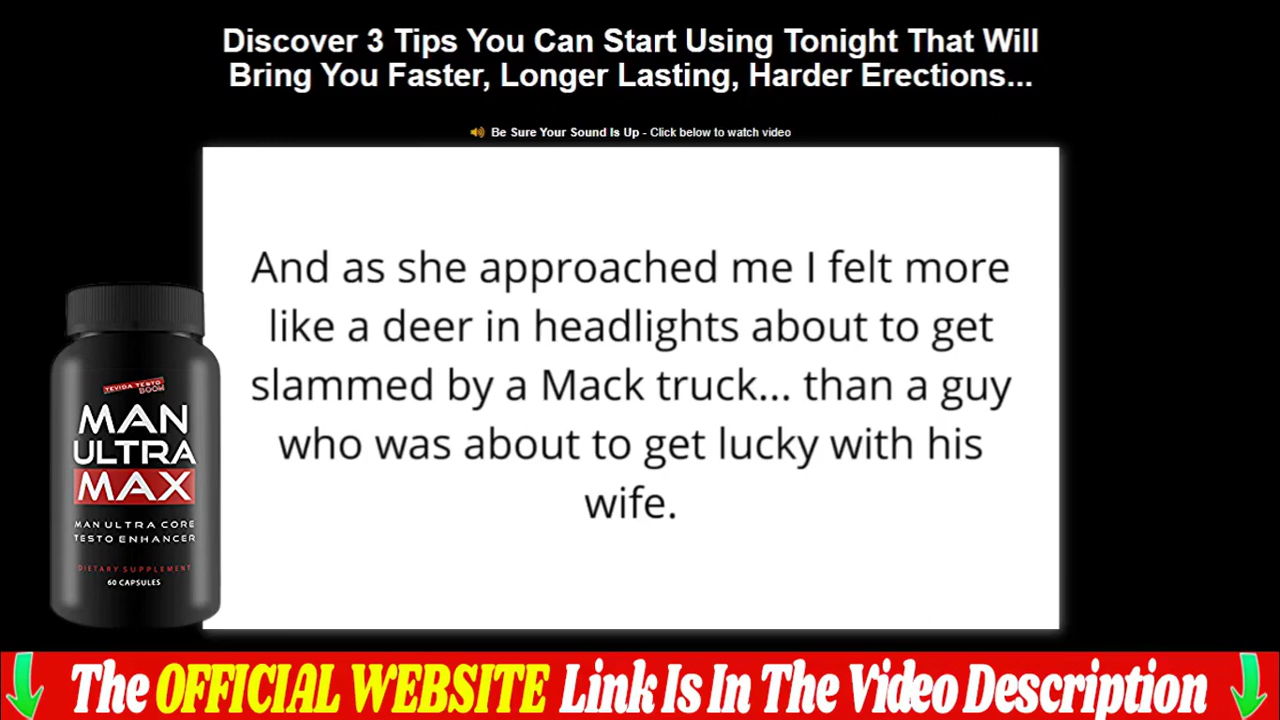 Discover 3 Tips You Can Start Using Tonight That Will
Bring You Faster, Longer Lasting, Harder Erections...
Be Sure Your Sound Is Up - Click below to watch video
And as she approached me I felt more
like a deer in headlights about to get
slammed by a Mack truck... than a guy
who was about to get lucky with his
wife.
TEVIDA TESTO
BOOM
MAN
ULTRA
MAX
MAN ULTRA CORE
TESTO ENHANCER
DIETARY SUPPLEMENT
60 CAPSULES
The OFFICIAL WEBSITE Link Is In The Video Description